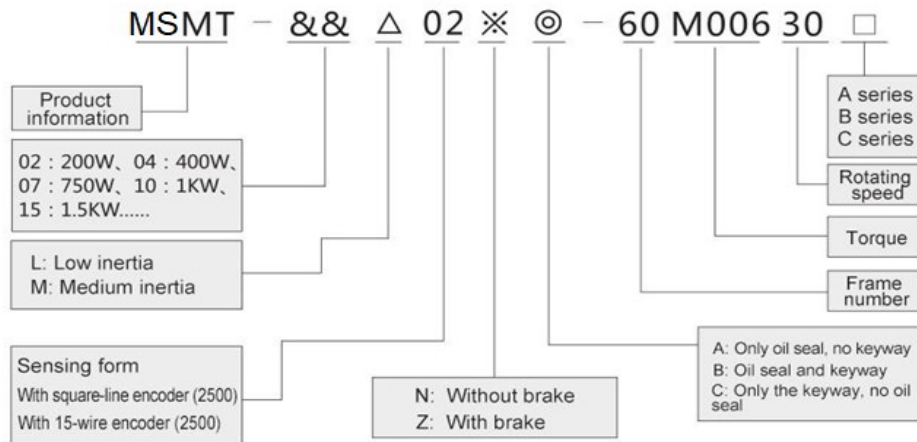 MSMT - && △ 02 ※ ◎ - 60 M006 30 □
Product
information
02 : 200W、04 : 400W、
07 : 750W、10 : 1KW、
15 : 1.5KW......
L: Low inertia
M: Medium inertia
Sensing form
With square-line encoder (2500)
With 15-wire encoder (2500)
N: Without brake
Z: With brake
A series
B series
C series
Rotating
speed
Torque
Frame
number
A: Only oil seal, no keyway
B: Oil seal and keyway
C: Only the keyway, no oil
seal